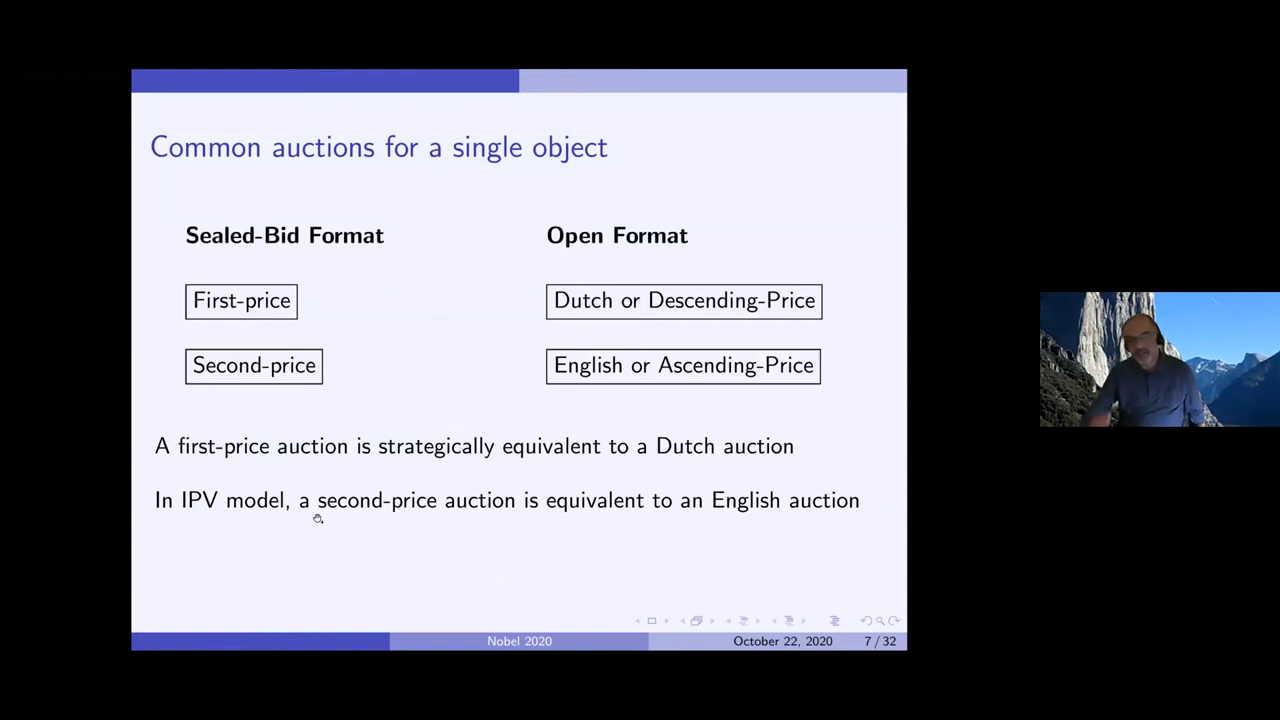 Common auctions for a single object
Sealed-Bid Format
Open Format
First-price
Dutch or Descending-Price
Second-price
English or Ascending-Price
A first-price auction is strategically equivalent to a Dutch auction
In IPV model, a second-price auction is equivalent to an English auction
Nobel 2020
October 22, 2020
7 / 32